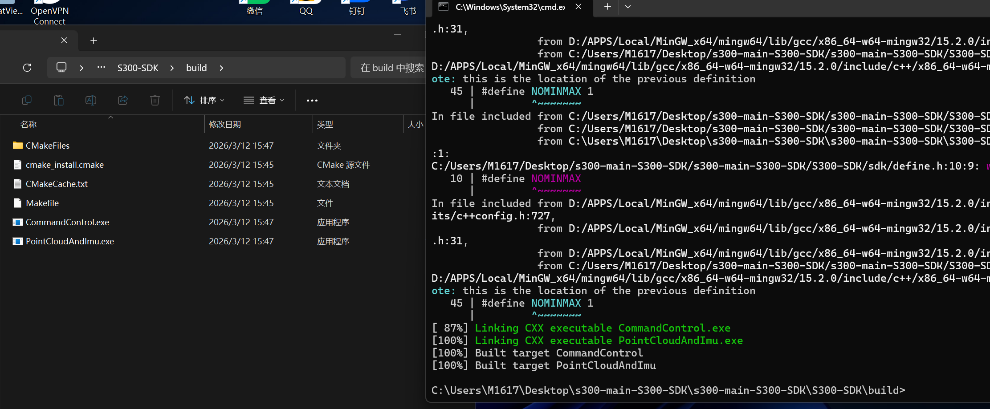 OpenVPN
Connect
微信
QQ
钉钉
飞书
S300-SDK
build
在 build 中搜索
排序
查看
名称
修改日期
类型
大小
CMakeFiles
2026/3/12 15:47
文件夹
cmake_install.cmake
2026/3/12 15:45
CMake 源文件
CMakeCache.txt
2026/3/12 15:45
文本文档
Makefile
2026/3/12 15:45
文件
CommandControl.exe
2026/3/12 15:47
应用程序
PointCloudAndImu.exe
2026/3/12 15:47
应用程序
C:\Windows\System32\cmd.ex
.h:31,
from D:/APPS/Local/MinGW_x64/mingw64/lib/gcc/x86_64-w64-mingw32/15.2.0/in
from C:/Users/M1617/Desktop/s300-main-S300-SDK/s300-main-S300-SDK/S300-SD
D:/APPS/Local/MinGW_x64/mingw64/lib/gcc/x86_64-w64-mingw32/15.2.0/include/c++/x86_64-w64-m
ote: this is the location of the previous definition
45 | #define NOMINMAX 1
| ^~~~~~~~
In file included from C:/Users/M1617/Desktop/s300-main-S300-SDK/s300-main-S300-SDK/S300-SD
from C:/Users/M1617/Desktop/s300-main-S300-SDK/s300-main-S300-SDK/S300-SD
from C:\Users\M1617\Desktop\s300-main-S300-SDK\s300-main-S300-SDK\S300-SD
:1:
C:/Users/M1617/Desktop/s300-main-S300-SDK/s300-main-S300-SDK/S300-SDK/sdk/define.h:10:9:
10 | #define NOMINMAX
| ^~~~~~~~
In file included from D:/APPS/Local/MinGW_x64/mingw64/lib/gcc/x86_64-w64-mingw32/15.2.0/in
its/c++config.h:727,
from D:/APPS/Local/MinGW_x64/mingw64/lib/gcc/x86_64-w64-mingw32/15.2.0/in
.h:31,
from D:/APPS/Local/MinGW_x64/mingw64/lib/gcc/x86_64-w64-mingw32/15.2.0/in
from C:/Users/M1617/Desktop/s300-main-S300-SDK/s300-main-S300-SDK/S300-SD
D:/APPS/Local/MinGW_x64/mingw64/lib/gcc/x86_64-w64-mingw32/15.2.0/include/c++/x86_64-w64-m
ote: this is the location of the previous definition
45 | #define NOMINMAX 1
| ^~~~~~~~
[ 87%] Linking CXX executable CommandControl.exe
[100%] Linking CXX executable PointCloudAndImu.exe
[100%] Built target CommandControl
[100%] Built target PointCloudAndImu
C:\Users\M1617\Desktop\s300-main-S300-SDK\s300-main-S300-SDK\S300-SDK\build>